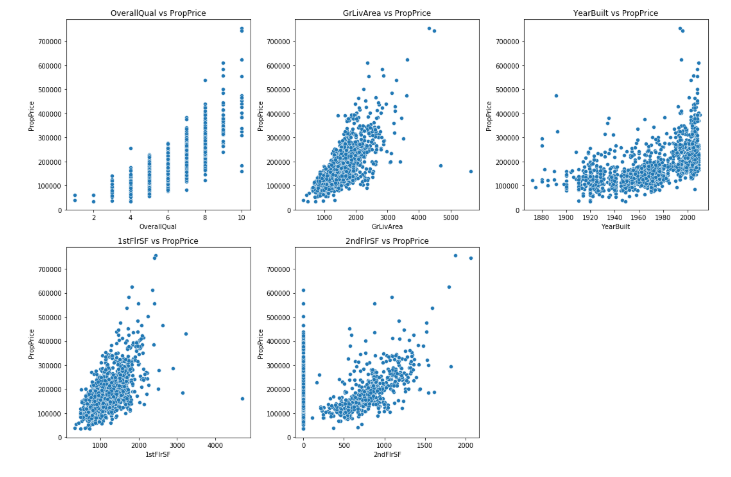 OverallQual vs PropPrice
700000
600000
500000
400000
300000
200000
100000
0
PropPrice
2 4 6 8 10
OverallQual
GrLivArea vs PropPrice
700000
600000
500000
400000
300000
200000
100000
0
PropPrice
1000 2000 3000 4000 5000
GrLivArea
YearBuilt vs PropPrice
700000
600000
500000
400000
300000
200000
100000
0
PropPrice
1880 1900 1920 1940 1960 1980 2000
YearBuilt
1stFlrSF vs PropPrice
700000
600000
500000
400000
300000
200000
100000
0
PropPrice
1000 2000 3000 4000
1stFlrSF
2ndFlrSF vs PropPrice
700000
600000
500000
400000
300000
200000
100000
0
PropPrice
0 500 1000 1500 2000
2ndFlrSF